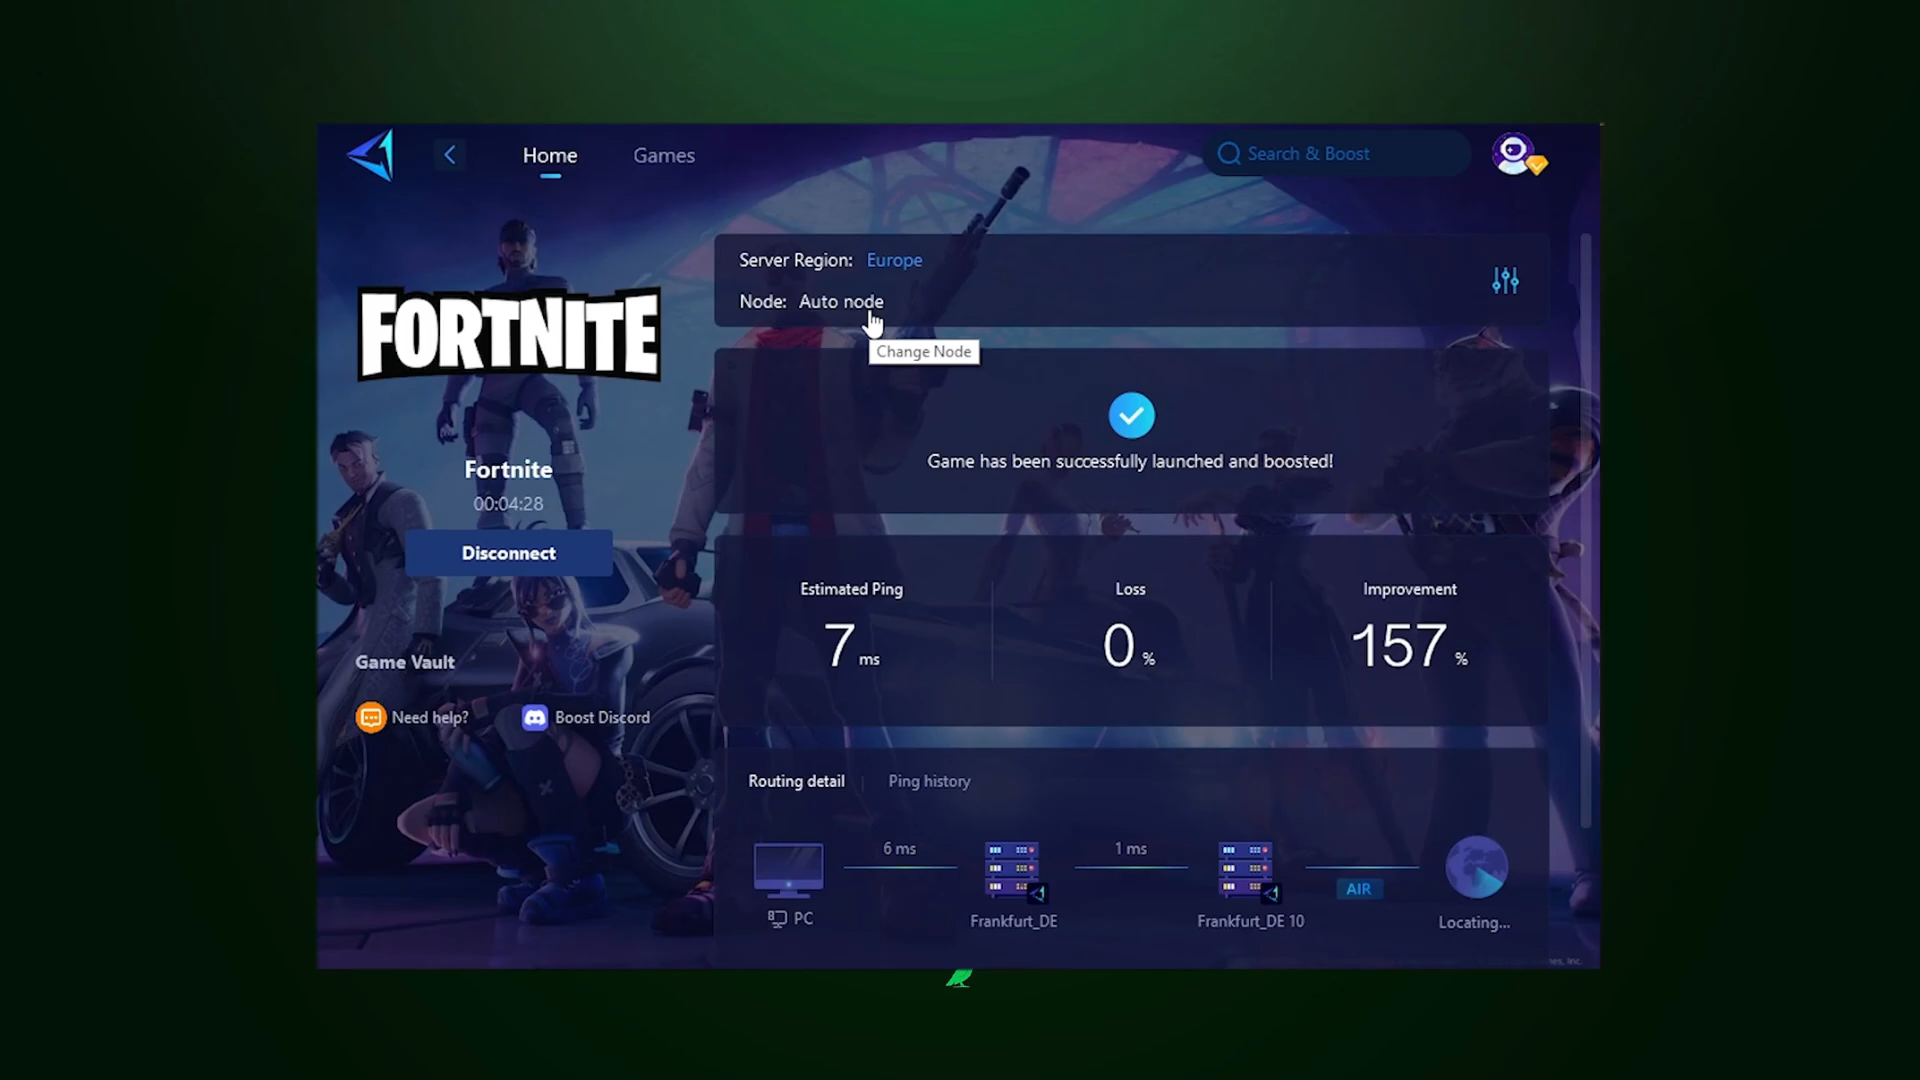 Home
Games
Search & Boost
Server Region: Europe
Node: Auto node
Change Node
FORTNITE
Game has been successfully launched and boosted!
Fortnite
00:04:28
Disconnect
Estimated Ping
Loss
Improvement
7 ms
0 %
157 %
Game Vault
Need help?
Boost Discord
Routing detail
Ping history
6 ms
1 ms
AIR
PC
Frankfurt_DE
Frankfurt_DE 10
Locating...
mes, Inc.